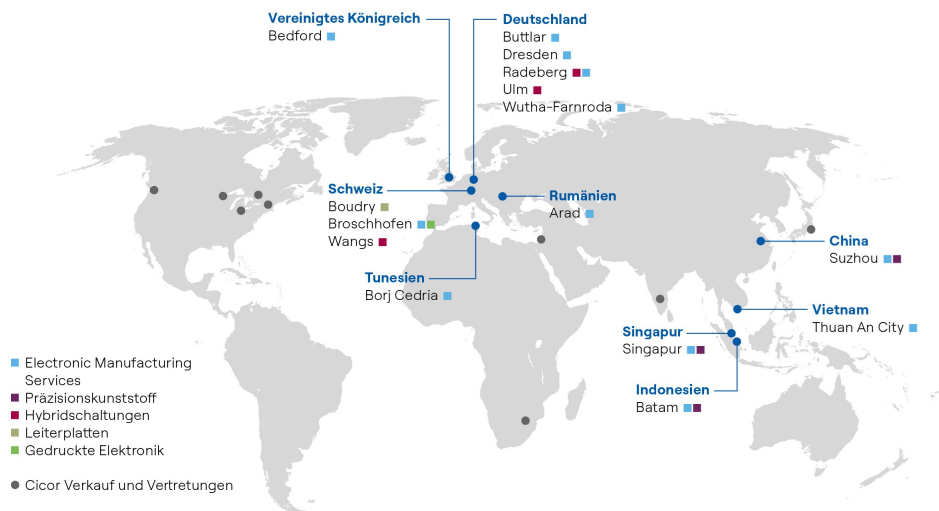 Vereinigtes Königreich
Bedford
Deutschland
Buttlar
Dresden
Radeberg
Ulm
Wutha-Farnroda
Schweiz
Boudry
Broschhofen
Wangs
Rumänien
Arad
Tunesien
Borj Cedria
China
Suzhou
Vietnam
Thuan An City
Singapur
Singapur
Indonesien
Batam
Electronic Manufacturing
Services
Präzisionskunststoff
Hybridschaltungen
Leiterplatten
Gedruckte Elektronik
Cicor Verkauf und Vertretungen